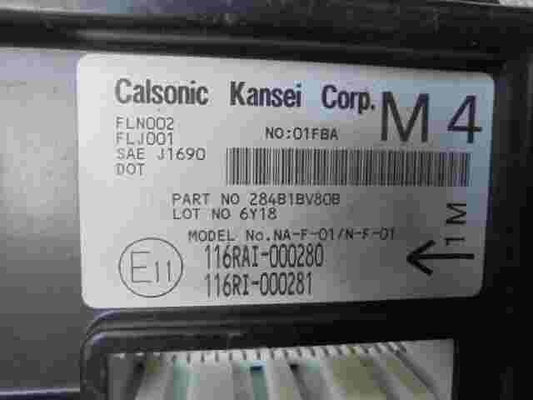 Calsonic Kansei Corp.
M4
FLN002
FLJ001
NO:01FBA
SAE J1690
DOT
PART NO 284B1BV80B
LOT NO 6Y18
MODEL No.NA-F-01/N-F-01
1M
E11
116RAI-000280
116RI-000281